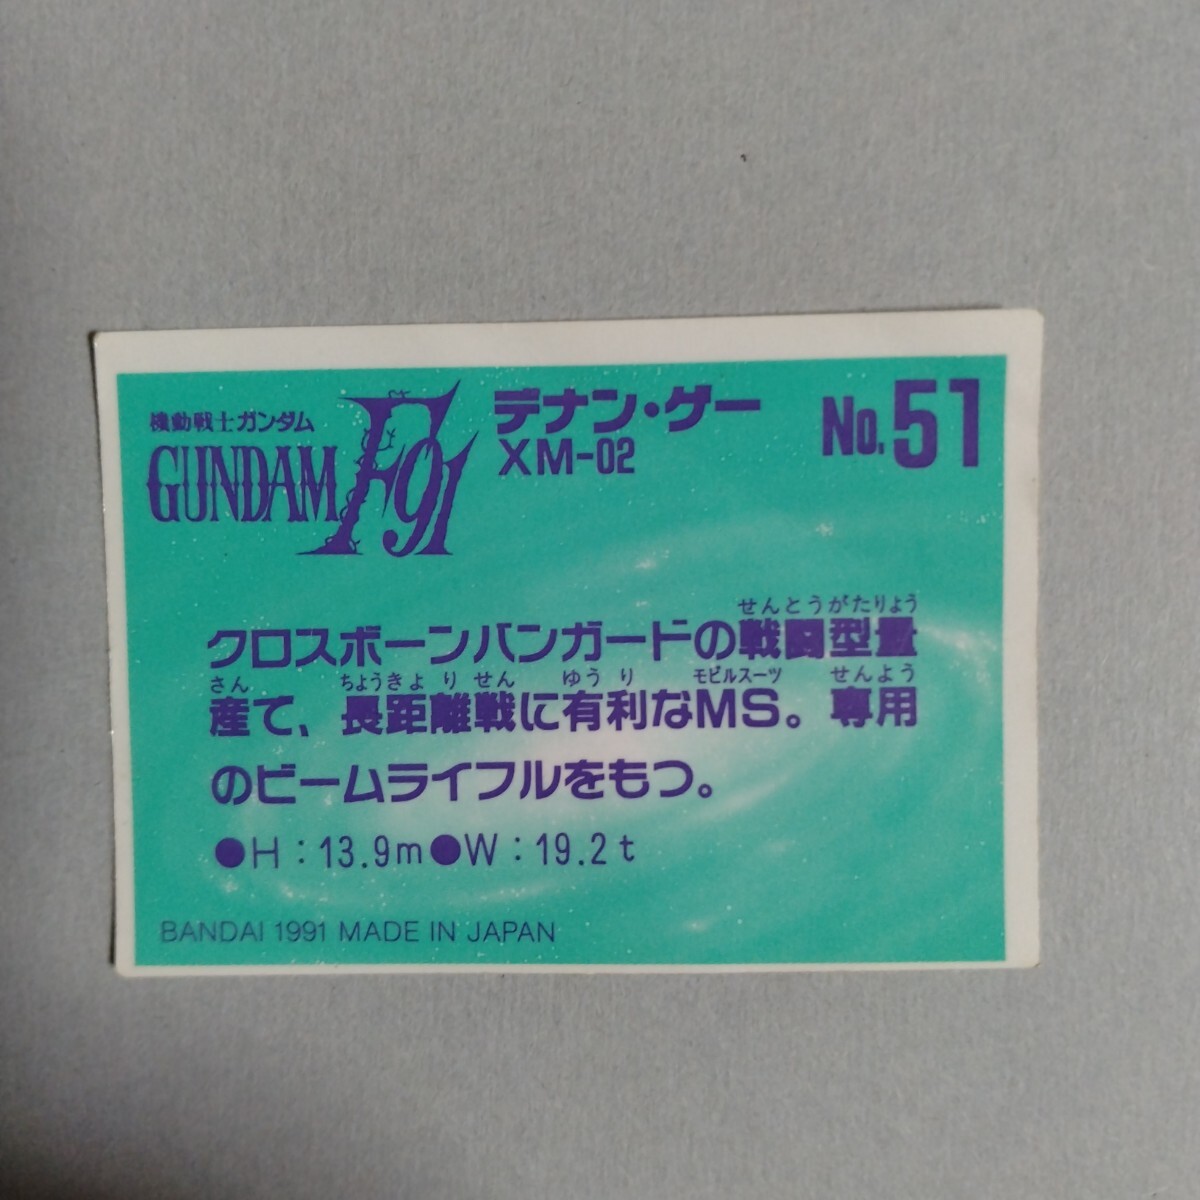 機動戦士ガンダム
GUNDAM F91
デナン・ゲー
XM-02
No.51
せんとうがたりょう
クロスボーンバンガードの戦闘型量
さん ちょうきょりせん ゆうり モビルスーツ せんよう
産で、長距離戦に有利なMS。専用
のビームライフルをもつ。
●H：13.9m●W：19.2t
BANDAI 1991 MADE IN JAPAN